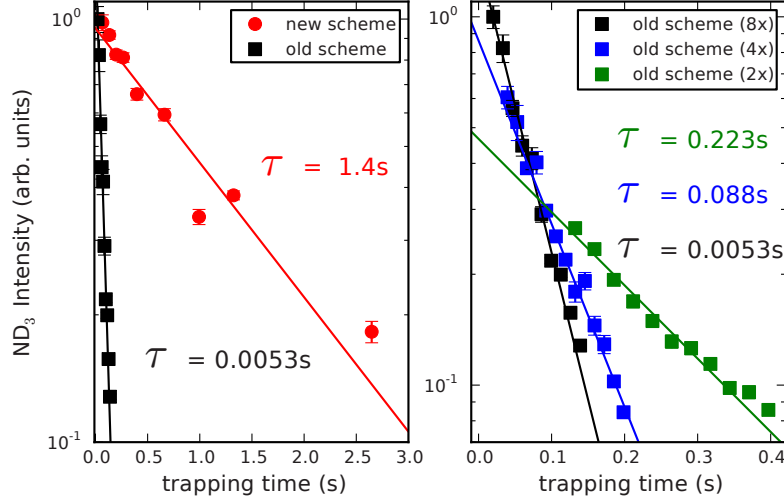 new scheme
old scheme
τ = 1.4s
τ = 0.0053s
10⁰
10⁻¹
ND₃ Intensity (arb. units)
0.0 0.5 1.0 1.5 2.0 2.5 3.0
trapping time (s)
old scheme (8x)
old scheme (4x)
old scheme (2x)
τ = 0.223s
τ = 0.088s
τ = 0.0053s
10⁰
10⁻¹
0.0 0.1 0.2 0.3 0.4
trapping time (s)